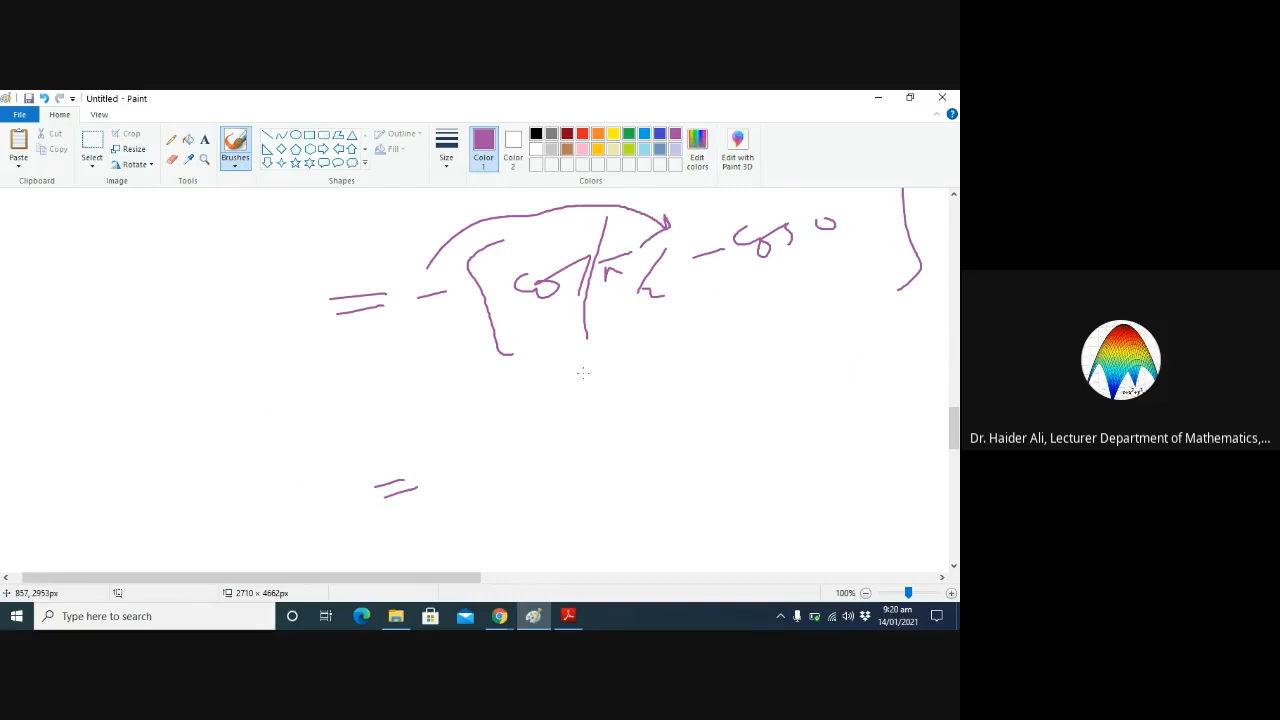 Untitled - Paint
File Home View
Paste Cut Copy Clipboard
Select Crop Resize Rotate Image
Tools
Brushes
Shapes Outline Fill
Size
Color 1
Color 2
Colors
Edit colors
Edit with Paint 3D
= - [ cos π/2 - cos 0 ]
=
Dr. Haider Ali, Lecturer Department of Mathematics,...
857, 2953px 2710 × 4662px 100%
Type here to search
9:20 am
14/01/2021